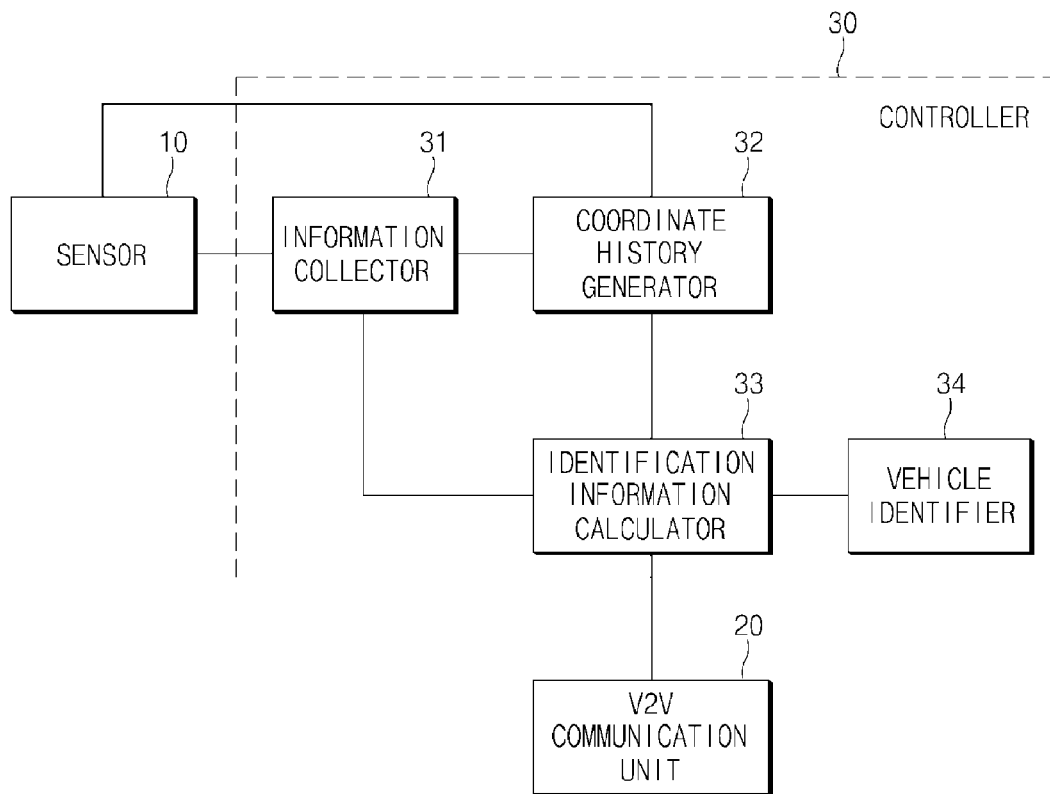 30
CONTROLLER
10
31
32
SENSOR
INFORMATION
COLLECTOR
COORDINATE
HISTORY
GENERATOR
33
34
IDENTIFICATION
INFORMATION
CALCULATOR
VEHICLE
IDENTIFIER
20
V2V
COMMUNICATION
UNIT